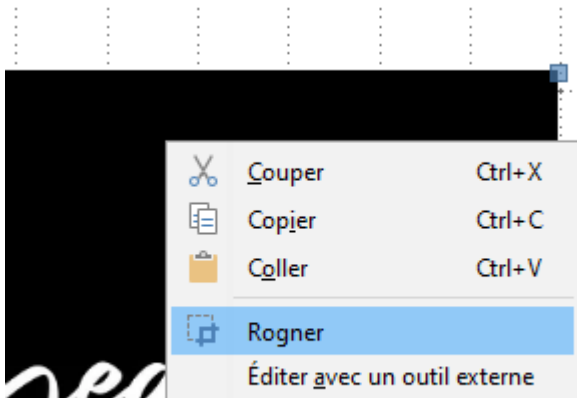 Couper Ctrl+X
Copier Ctrl+C
Coller Ctrl+V
Rogner
Éditer avec un outil externe